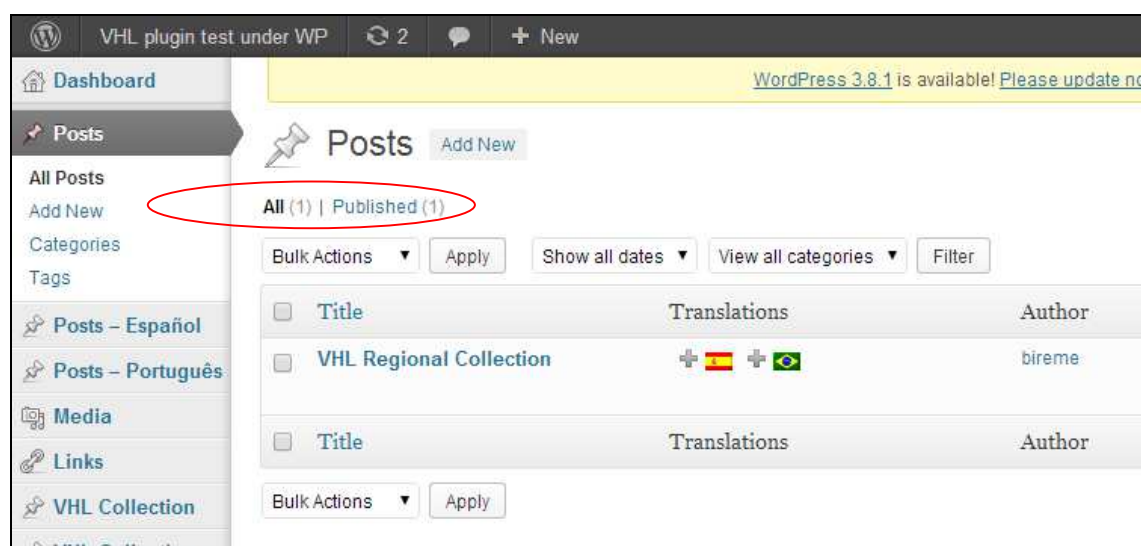 VHL plugin test under WP 2 + New
WordPress 3.8.1 is available! Please update
Dashboard
Posts
All Posts
Add New
Categories
Tags
Posts – Español
Posts – Português
Media
Links
VHL Collection
Posts Add New
All (1) | Published (1)
Bulk Actions Apply Show all dates View all categories Filter
Title Translations Author
VHL Regional Collection bireme
Title Translations Author
Bulk Actions Apply